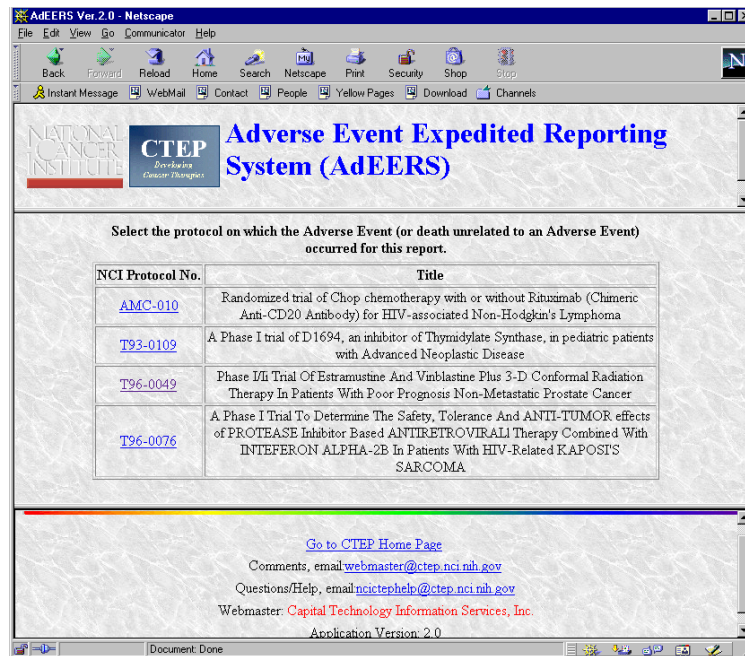 AdEERS Ver.2.0 - Netscape
File Edit View Go Communicator Help
Back Forward Reload Home Search Netscape Print Security Shop Stop
Instant Message WebMail Contact People Yellow Pages Download Channels
NATIONAL
CANCER
INSTITUTE
CTEP
Developing
Cancer Therapies
Adverse Event Expedited Reporting
System (AdEERS)
Select the protocol on which the Adverse Event (or death unrelated to an Adverse Event)
occurred for this report.
NCI Protocol No. Title
AMC-010 Randomized trial of Chop chemotherapy with or without Rituximab (Chimeric
Anti-CD20 Antibody) for HIV-associated Non-Hodgkin's Lymphoma
T93-0109 A Phase I trial of D1694, an inhibitor of Thymidylate Synthase, in pediatric patients
with Advanced Neoplastic Disease
T96-0049 Phase I/Ii Trial Of Estramustine And Vinblastine Plus 3-D Conformal Radiation
Therapy In Patients With Poor Prognosis Non-Metastatic Prostate Cancer
T96-0076 A Phase I Trial To Determine The Safety, Tolerance And ANTI-TUMOR effects
of PROTEASE Inhibitor Based ANTIRETROVIRALl Therapy Combined With
INTEFERON ALPHA-2B In Patients With HIV-Related KAPOSI'S
SARCOMA
Go to CTEP Home Page
Comments, email:webmaster@ctep.nci.nih.gov
Questions/Help, email:ncictephelp@ctep.nci.nih.gov
Webmaster: Capital Technology Information Services, Inc.
Application Version: 2.0
Document: Done